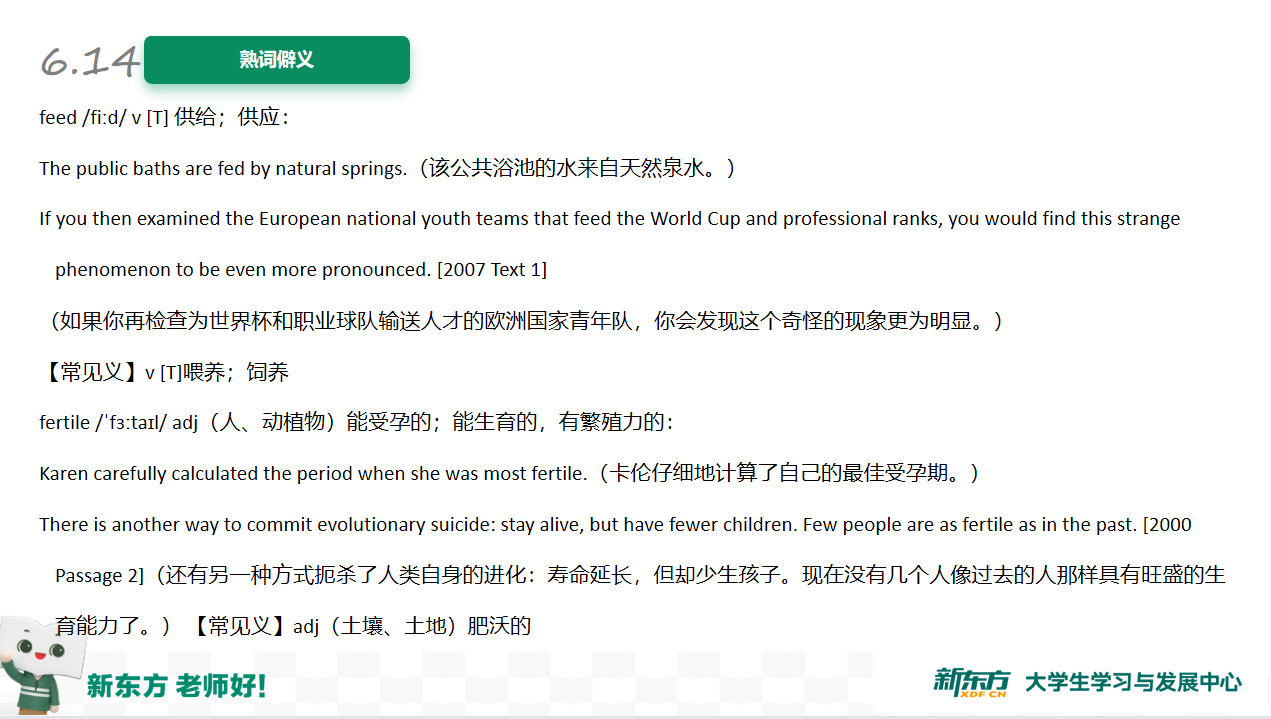 6.14
熟词僻义
feed /fiːd/ v [T] 供给；供应：
The public baths are fed by natural springs.（该公共浴池的水来自天然泉水。）
If you then examined the European national youth teams that feed the World Cup and professional ranks, you would find this strange
phenomenon to be even more pronounced. [2007 Text 1]
（如果你再检查为世界杯和职业球队输送人才的欧洲国家青年队，你会发现这个奇怪的现象更为明显。）
【常见义】v [T]喂养；饲养
fertile /ˈfɜːtaɪl/ adj（人、动植物）能受孕的；能生育的，有繁殖力的：
Karen carefully calculated the period when she was most fertile.（卡伦仔细地计算了自己的最佳受孕期。）
There is another way to commit evolutionary suicide: stay alive, but have fewer children. Few people are as fertile as in the past. [2000
Passage 2]（还有另一种方式扼杀了人类自身的进化：寿命延长，但却少生孩子。现在没有几个人像过去的人那样具有旺盛的生
育能力了。） 【常见义】adj（土壤、土地）肥沃的
新东方 老师好!
新东方 XDF.CN 大学生学习与发展中心